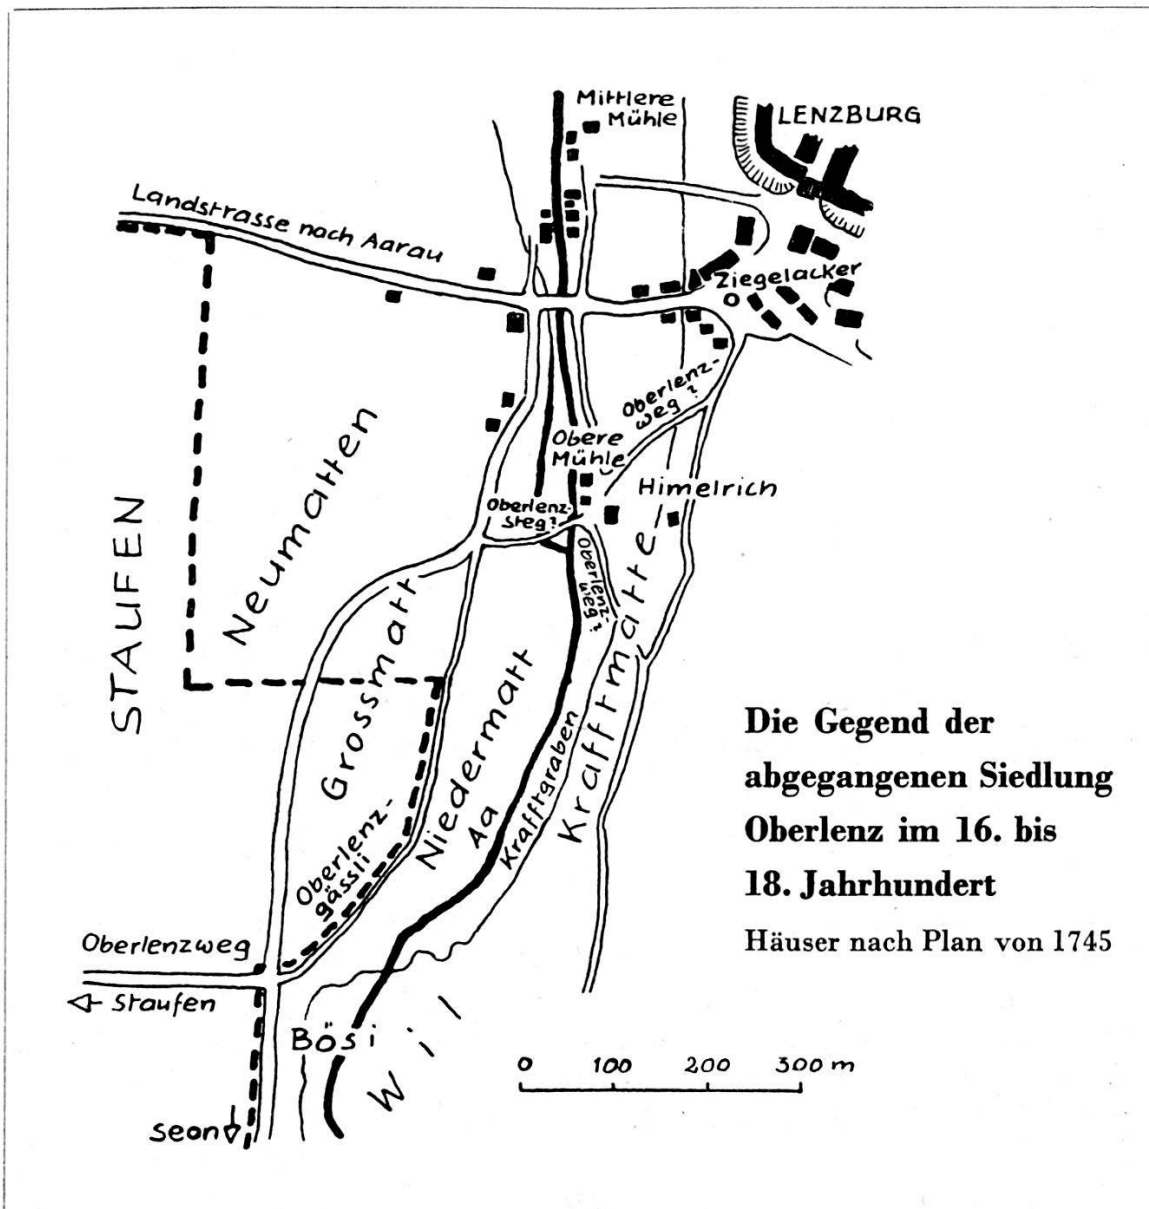 Mittlere
Mühle
LENZBURG
Landstrasse nach Aarau
Ziegelacker
Oberlenz-
weg?
Obere
Mühle
Himelrich
Oberlenz-
steg?
Oberlenz-
weg?
STAUFEN
Neumatten
Grossmatt
Niedermatt
Aa
Krafftgraben
Krafftmatte
Oberlenz-
gässli
Oberlenzweg
Staufen
Bösi
Wil
Seon
0 100 200 300 m
Die Gegend der
abgegangenen Siedlung
Oberlenz im 16. bis
18. Jahrhundert
Häuser nach Plan von 1745